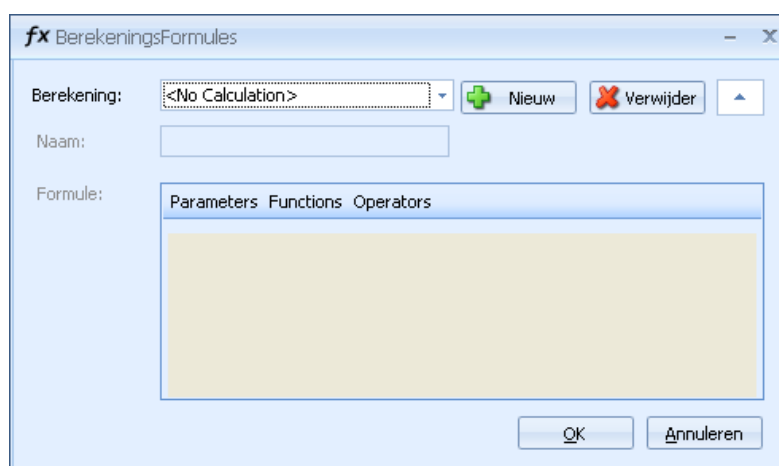 fx BerekeningsFormules
Berekening: <No Calculation> Nieuw Verwijder
Naam:
Formule: Parameters Functions Operators
OK Annuleren